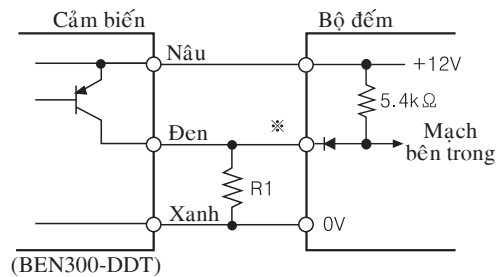 Cảm biến
Bộ đếm
Nâu
+12V
5.4kΩ
Đen
※
Mạch
bên trong
R1
Xanh
0V
(BEN300-DDT)